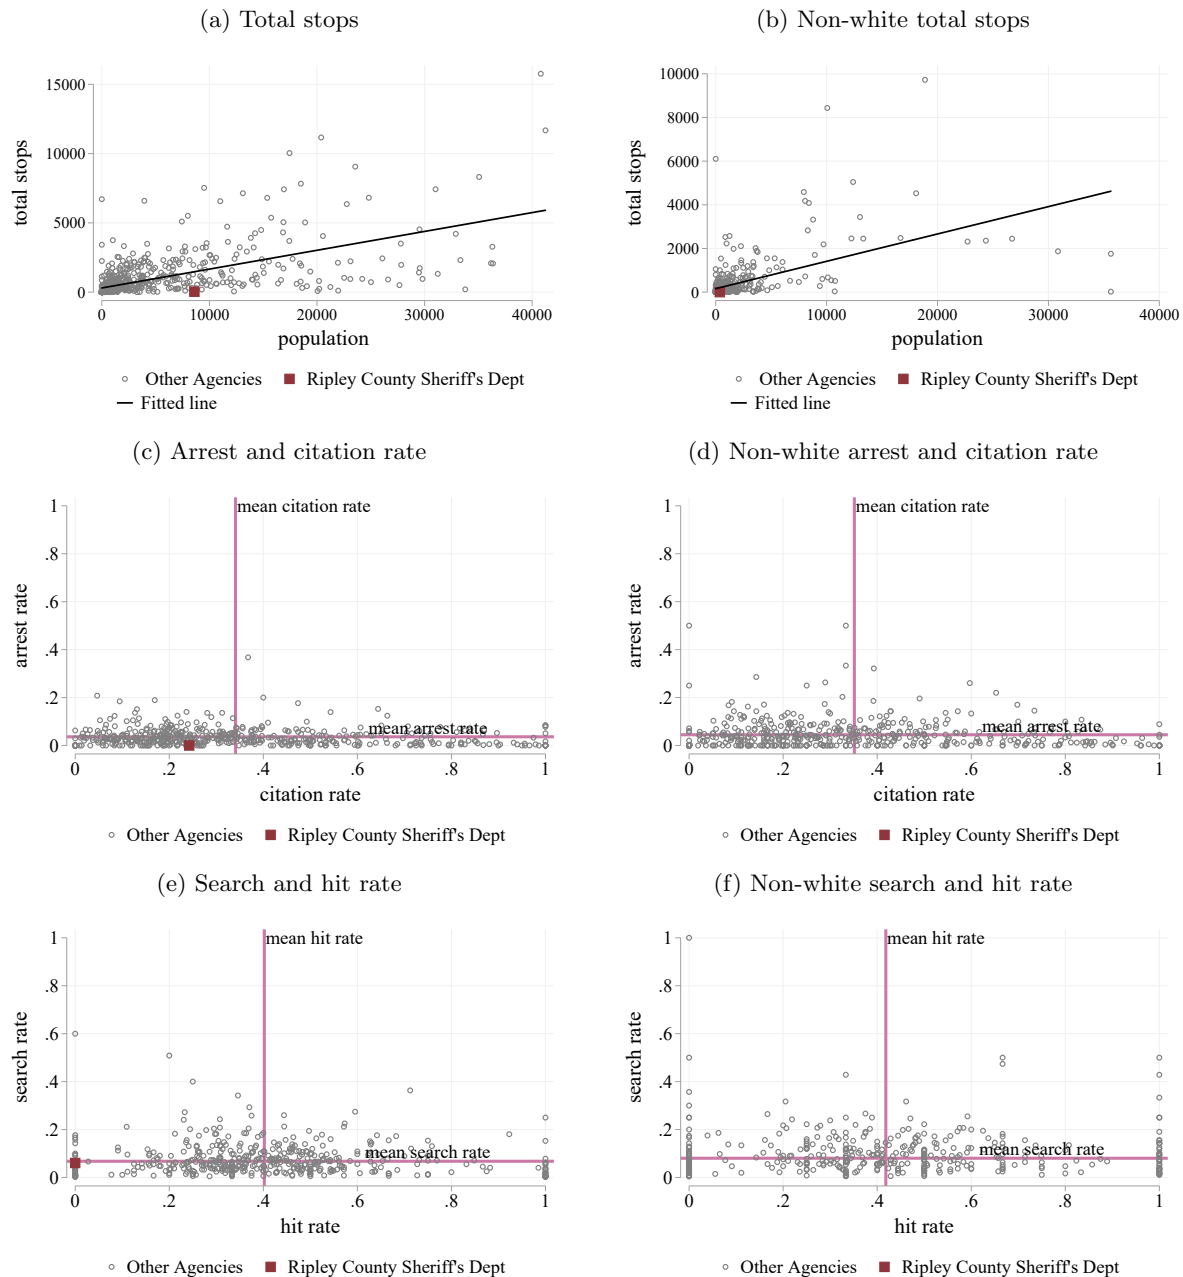 (a) Total stops
(b) Non-white total stops
total stops
15000
10000
5000
0
0 10000 20000 30000 40000
population
Other Agencies Ripley County Sheriff's Dept
Fitted line
total stops
10000
8000
6000
4000
2000
0
0 10000 20000 30000 40000
population
Other Agencies Ripley County Sheriff's Dept
Fitted line
(c) Arrest and citation rate
(d) Non-white arrest and citation rate
arrest rate
1
.8
.6
.4
.2
0
mean citation rate
mean arrest rate
0 .2 .4 .6 .8 1
citation rate
Other Agencies Ripley County Sheriff's Dept
arrest rate
1
.8
.6
.4
.2
0
mean citation rate
mean arrest rate
0 .2 .4 .6 .8 1
citation rate
Other Agencies Ripley County Sheriff's Dept
(e) Search and hit rate
(f) Non-white search and hit rate
search rate
1
.8
.6
.4
.2
0
mean hit rate
mean search rate
0 .2 .4 .6 .8 1
hit rate
Other Agencies Ripley County Sheriff's Dept
search rate
1
.8
.6
.4
.2
0
mean hit rate
mean search rate
0 .2 .4 .6 .8 1
hit rate
Other Agencies Ripley County Sheriff's Dept